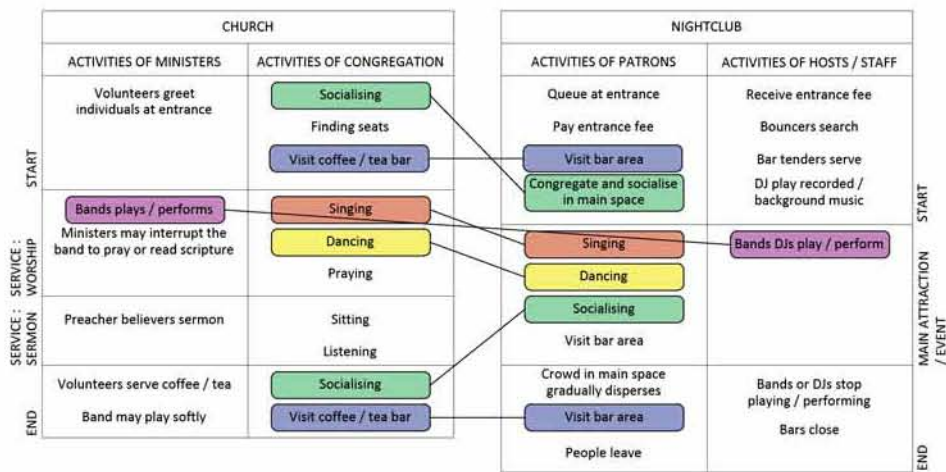 CHURCH
ACTIVITIES OF MINISTERS
ACTIVITIES OF CONGREGATION
START
Volunteers greet
individuals at entrance
Socialising
Finding seats
Visit coffee / tea bar
SERVICE :
WORSHIP
Bands plays / performs
Ministers may interrupt the
band to pray or read scripture
Singing
Dancing
Praying
SERVICE :
SERMON
Preacher believers sermon
Sitting
Listening
END
Volunteers serve coffee / tea
Band may play softly
Socialising
Visit coffee / tea bar
NIGHTCLUB
ACTIVITIES OF PATRONS
ACTIVITIES OF HOSTS / STAFF
Queue at entrance
Pay entrance fee
Visit bar area
Congregate and socialise
in main space
Receive entrance fee
Bouncers search
Bar tenders serve
DJ play recorded /
background music
START
Singing
Dancing
Socialising
Visit bar area
Bands DJs play / perform
MAIN ATTRACTION
/ EVENT
Crowd in main space
gradually disperses
Visit bar area
People leave
Bands or DJs stop
playing / performing
Bars close
END